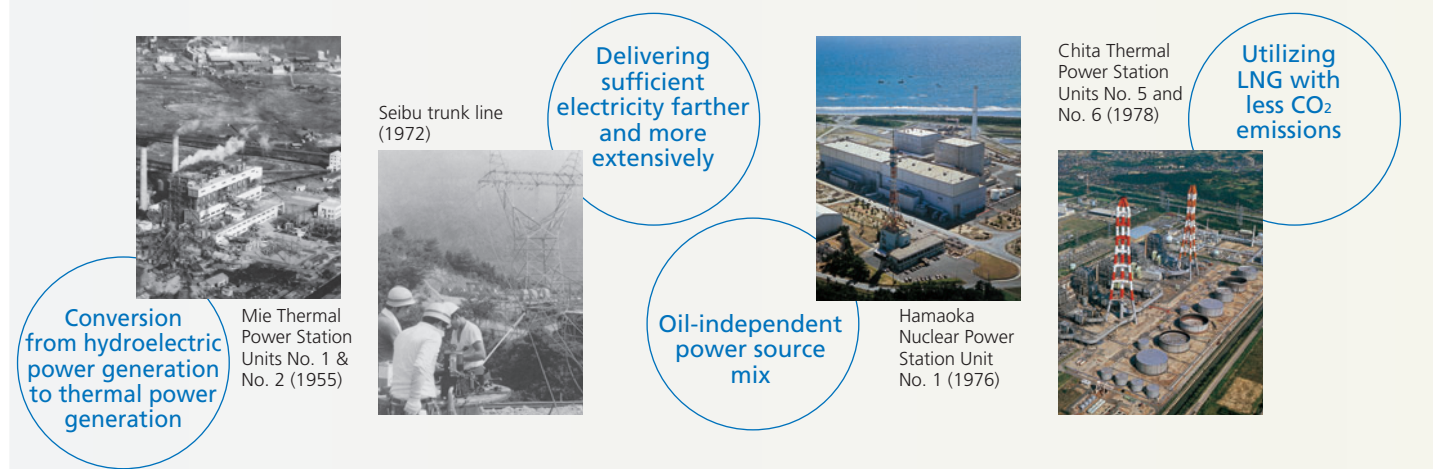 Conversion
from hydroelectric
power generation
to thermal power
generation
Mie Thermal
Power Station
Units No. 1 &
No. 2 (1955)
Seibu trunk line
(1972)
Delivering
sufficient
electricity farther
and more
extensively
Oil-independent
power source
mix
Hamaoka
Nuclear Power
Station Unit
No. 1 (1976)
Chita Thermal
Power Station
Units No. 5 and
No. 6 (1978)
Utilizing
LNG with
less CO₂
emissions